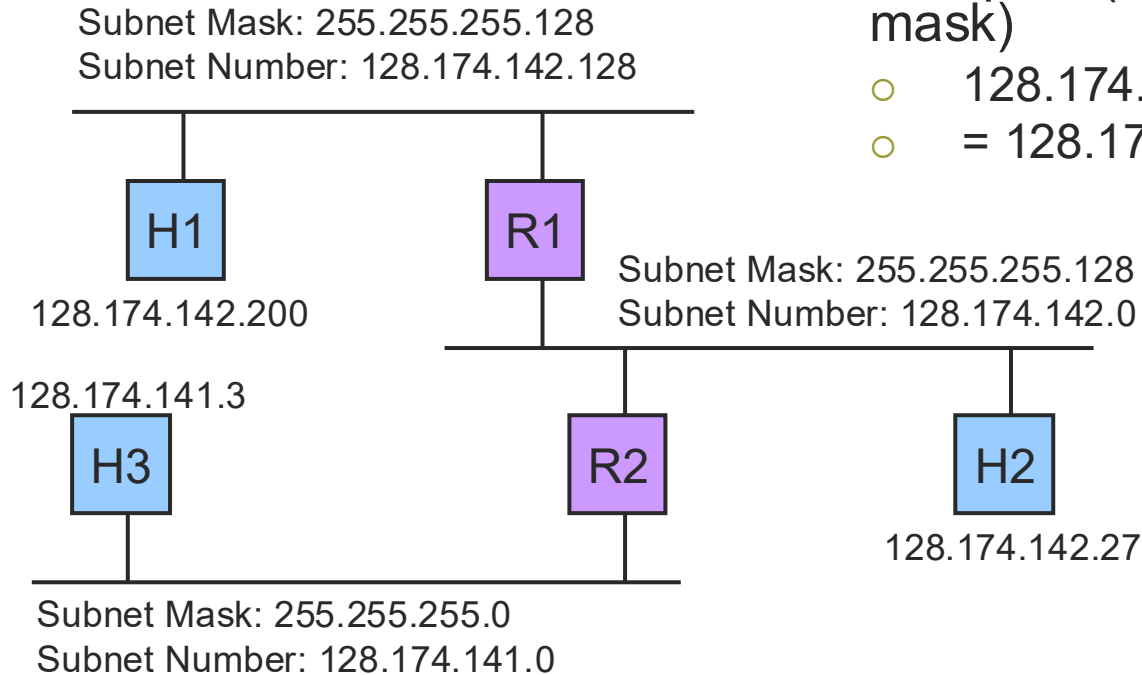 Subnet Mask: 255.255.255.128
Subnet Number: 128.174.142.128
mask)
128.174.
= 128.17
H1
R1
128.174.142.200
Subnet Mask: 255.255.255.128
Subnet Number: 128.174.142.0
128.174.141.3
H3
R2
H2
128.174.142.27
Subnet Mask: 255.255.255.0
Subnet Number: 128.174.141.0